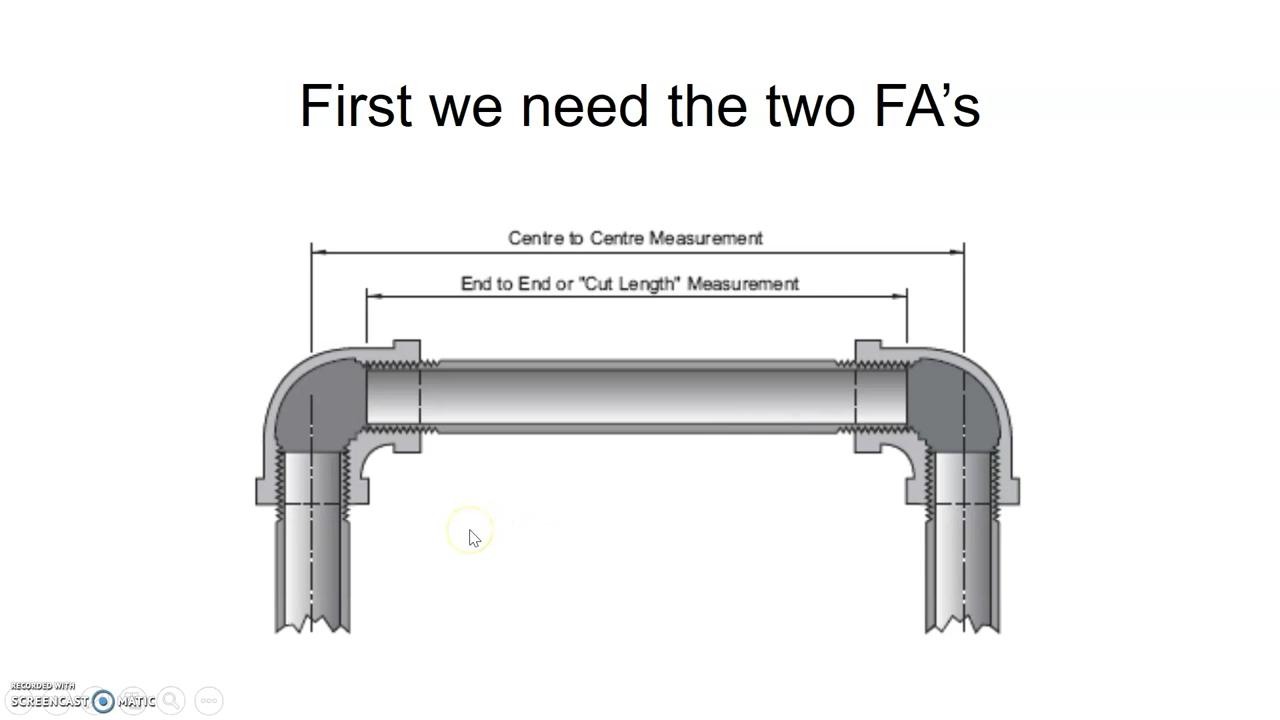 First we need the two FA’s
Centre to Centre Measurement
End to End or "Cut Length" Measurement
RECORDED WITH
SCREENCAST MATIC